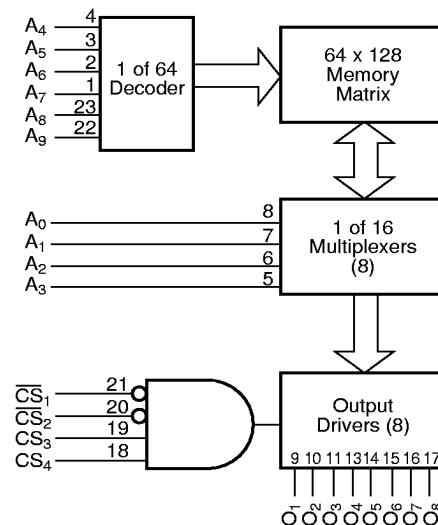 A4 4
A5 3
A6 2
A7 1
A8 23
A9 22
1 of 64
Decoder
64 x 128
Memory
Matrix
A0 8
A1 7
A2 6
A3 5
1 of 16
Multiplexers
(8)
C̅S̅1 21
C̅S̅2 20
CS3 19
CS4 18
Output
Drivers (8)
9 10 11 13 14 15 16 17
O1 O2 O3 O4 O5 O6 O7 O8